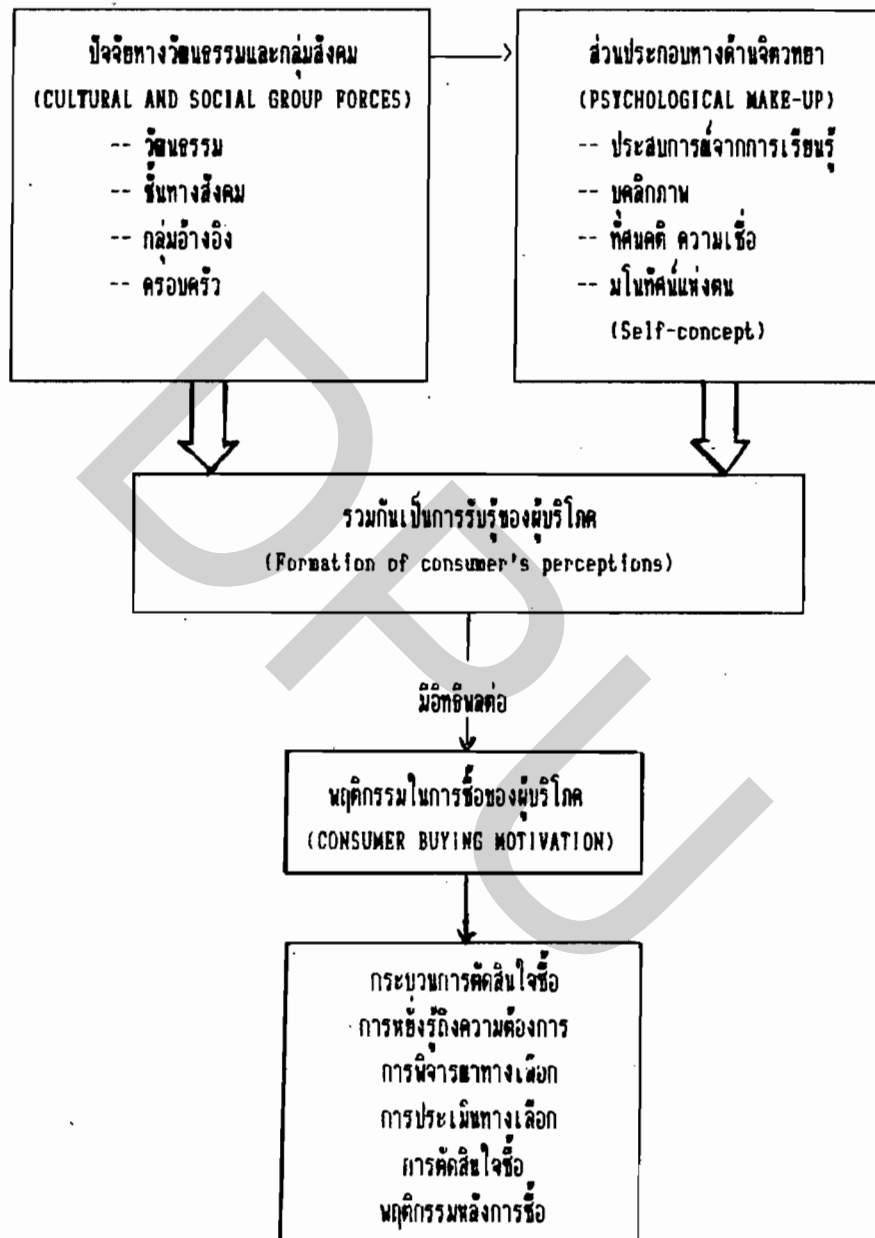 ปัจจัยทางวัฒนธรรมและกลุ่มสังคม
(CULTURAL AND SOCIAL GROUP FORCES)
-- วัฒนธรรม
-- ชั้นทางสังคม
-- กลุ่มอ้างอิง
-- ครอบครัว
ส่วนประกอบทางด้านจิตวทยา
(PSYCHOLOGICAL MAKE-UP)
-- ประสบการณ์จากการเรียนรู้
-- บุคลิกภาพ
-- ทัศนคติ ความเชื่อ
-- มโนทัศน์แห่งตน
(Self-concept)
รวมกันเป็นการรับรู้ของผู้บริโภค
(Formation of consumer's perceptions)
มีอิทธิพลต่อ
พฤติกรรมในการซื้อของผู้บริโภค
(CONSUMER BUYING MOTIVATION)
กระบวนการตัดสินใจซื้อ
การหยั่งรู้ถึงความต้องการ
การพิจารณาทางเลือก
การประเมินทางเลือก
การตัดสินใจซื้อ
พฤติกรรมหลังการซื้อ
DPU